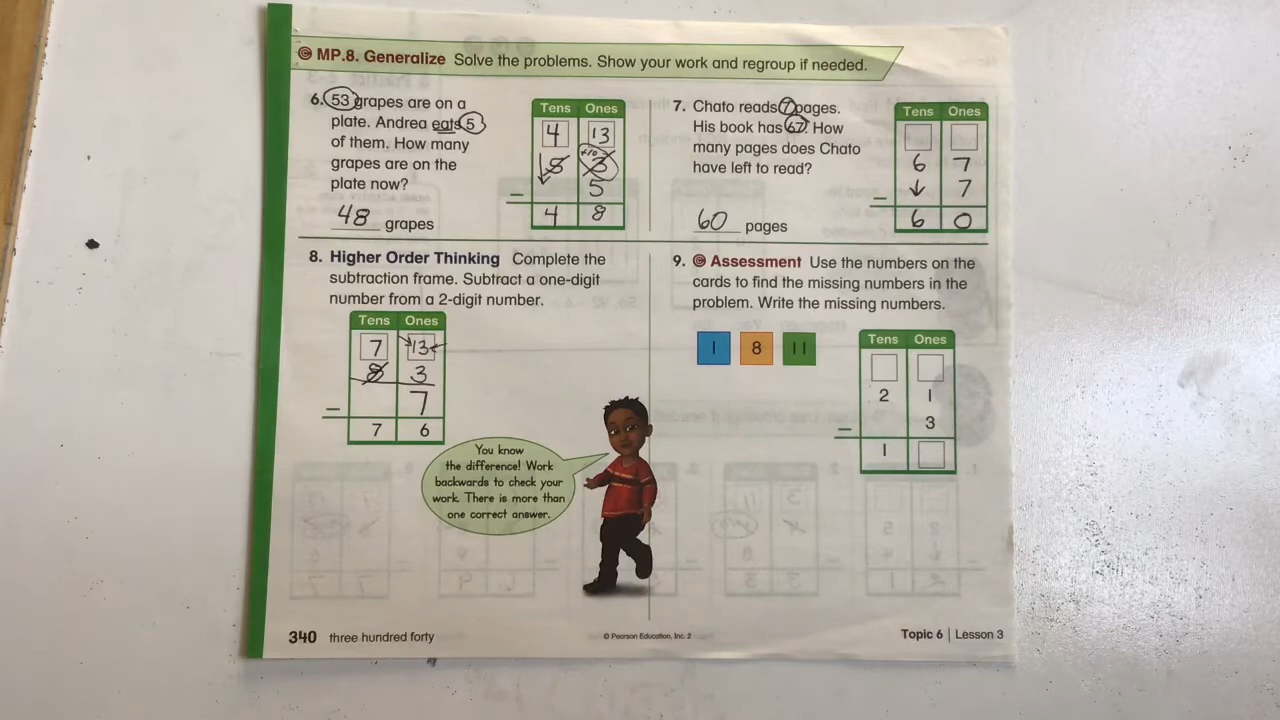 MP.8. Generalize Solve the problems. Show your work and regroup if needed.
6. 53 grapes are on a
plate. Andrea eats 5
of them. How many
grapes are on the
plate now?
48 grapes
Tens Ones
4 13
+10
5 3
- 5
4 8
7. Chato reads 7 pages.
His book has 67. How
many pages does Chato
have left to read?
60 pages
Tens Ones
6 7
- 7
6 0
8. Higher Order Thinking Complete the
subtraction frame. Subtract a one-digit
number from a 2-digit number.
Tens Ones
7 13
8 3
- 7
7 6
You know
the difference! Work
backwards to check your
work. There is more than
one correct answer.
9. Assessment Use the numbers on the
cards to find the missing numbers in the
problem. Write the missing numbers.
1 8 11
Tens Ones
2 1
- 3
1
340 three hundred forty
© Pearson Education, Inc. 2
Topic 6 | Lesson 3